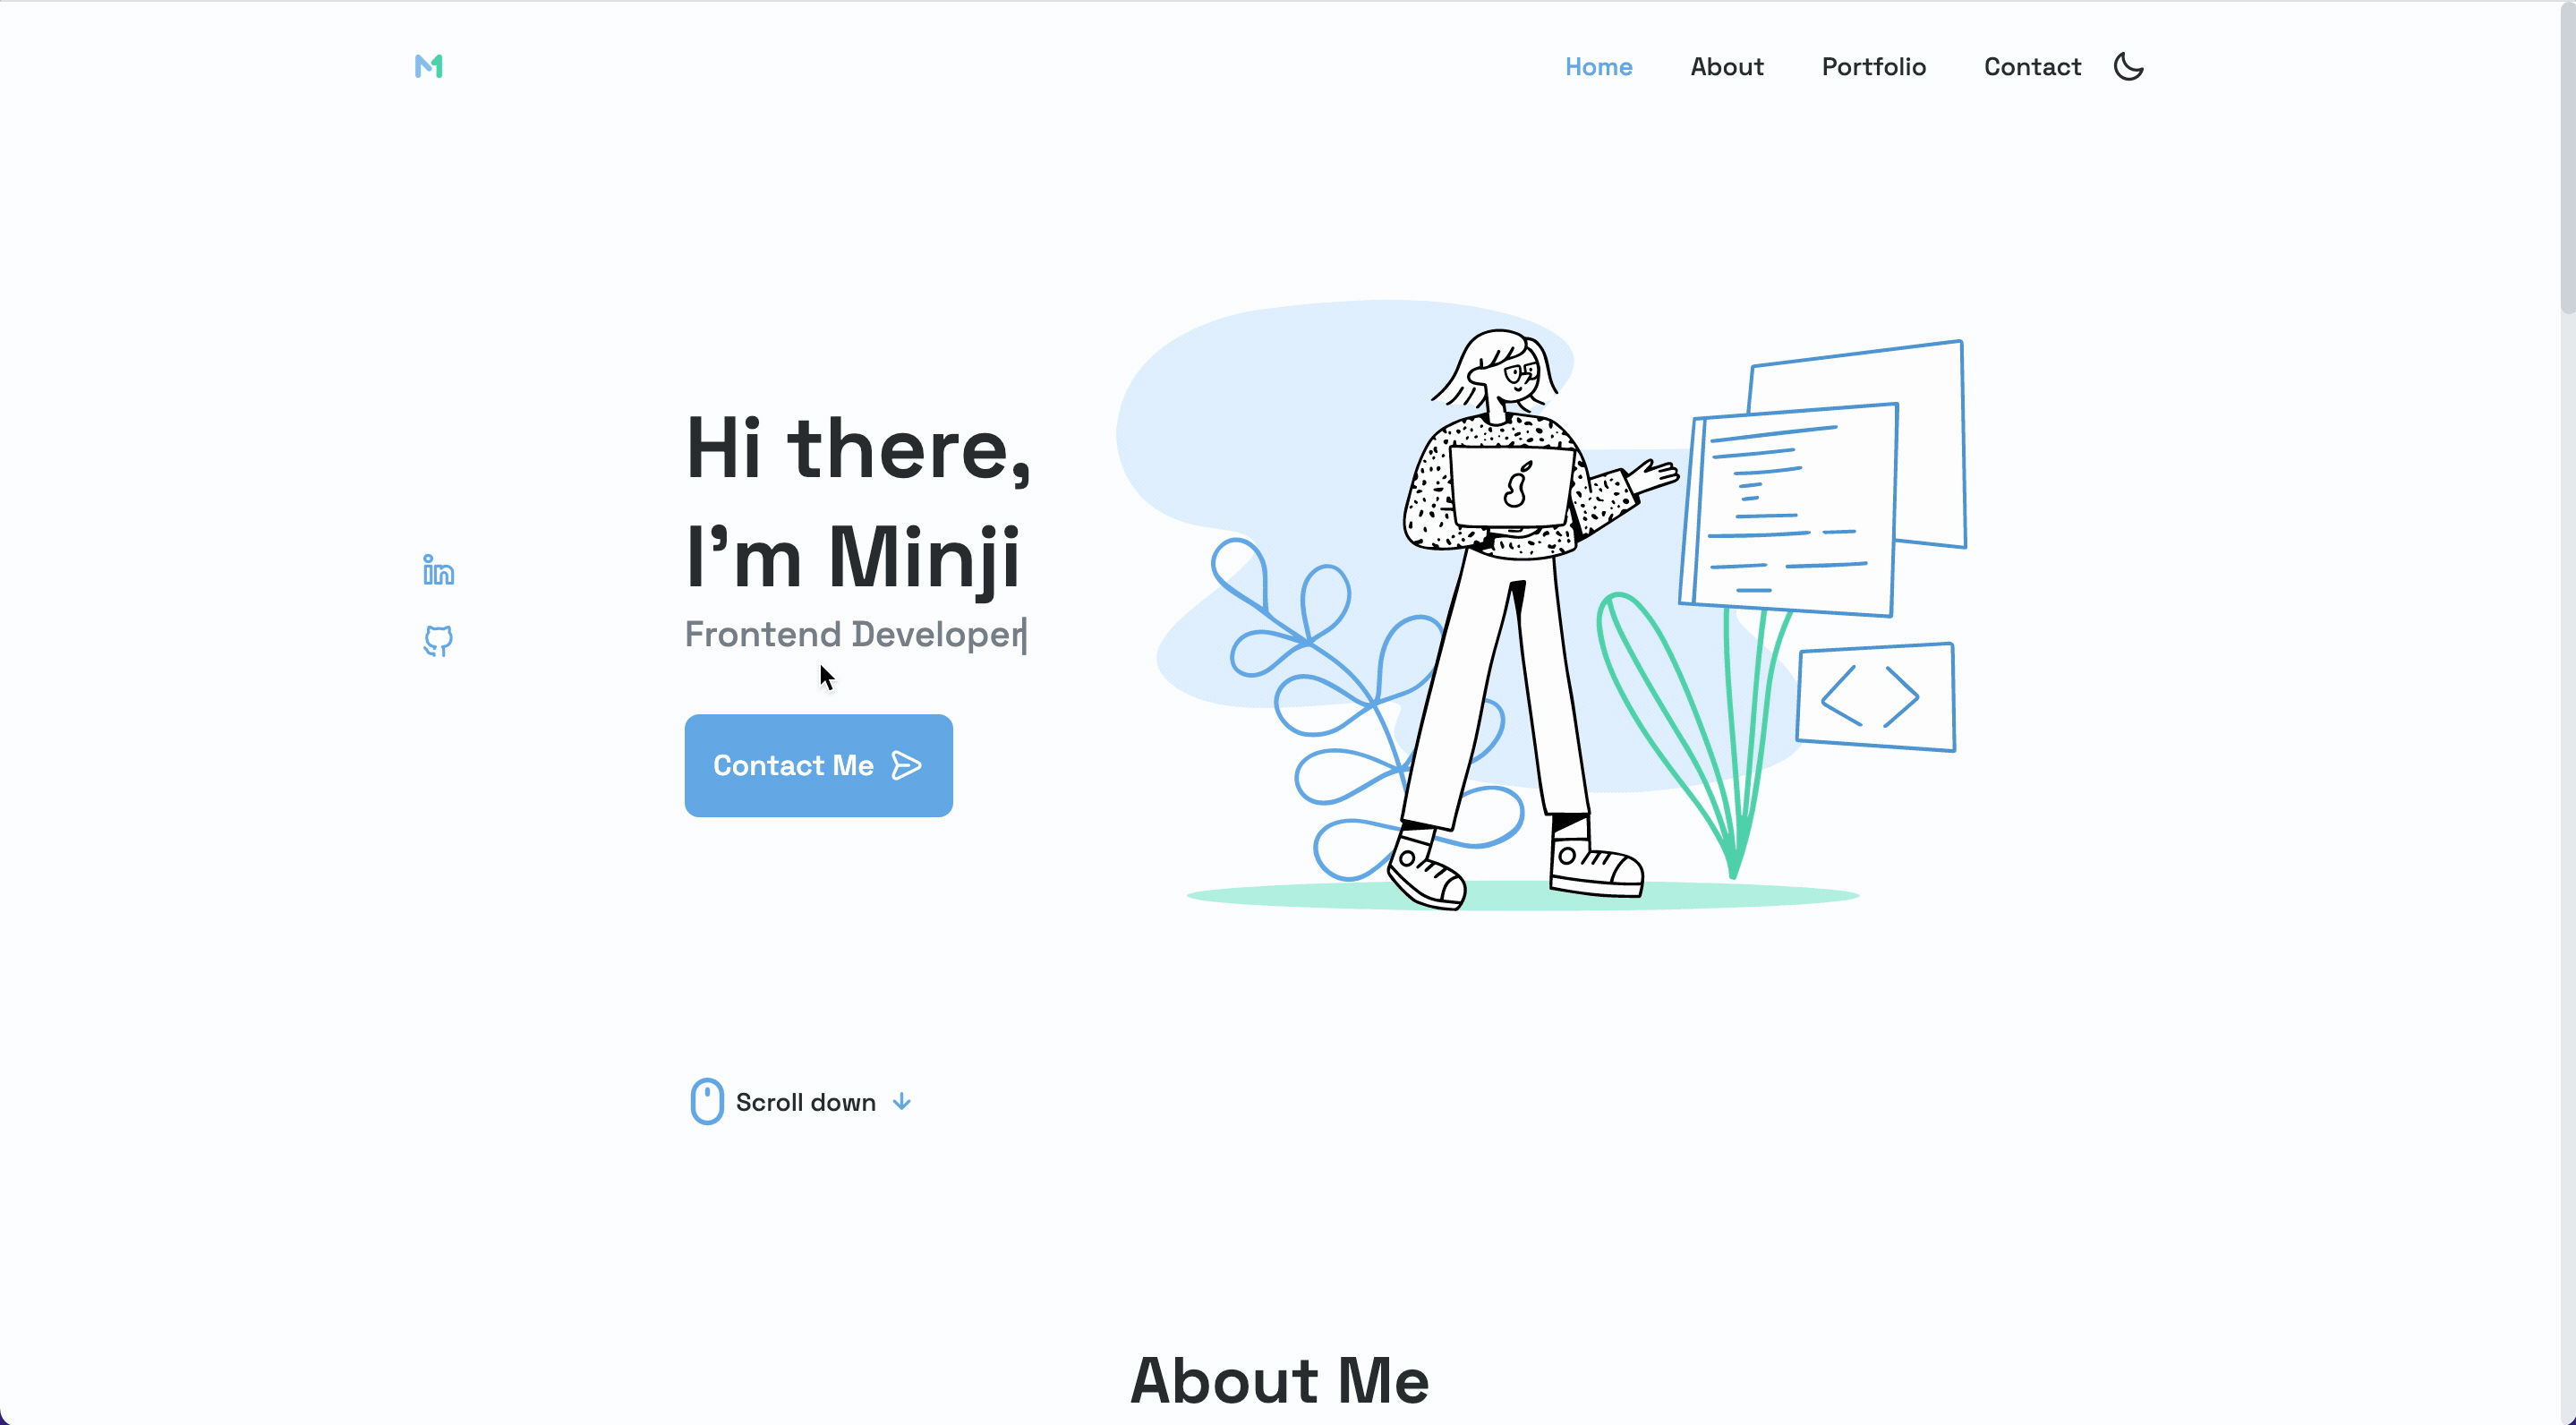 Home About Portfolio Contact
Hi there,
I'm Minji
Frontend Developer
Contact Me
Scroll down
About Me